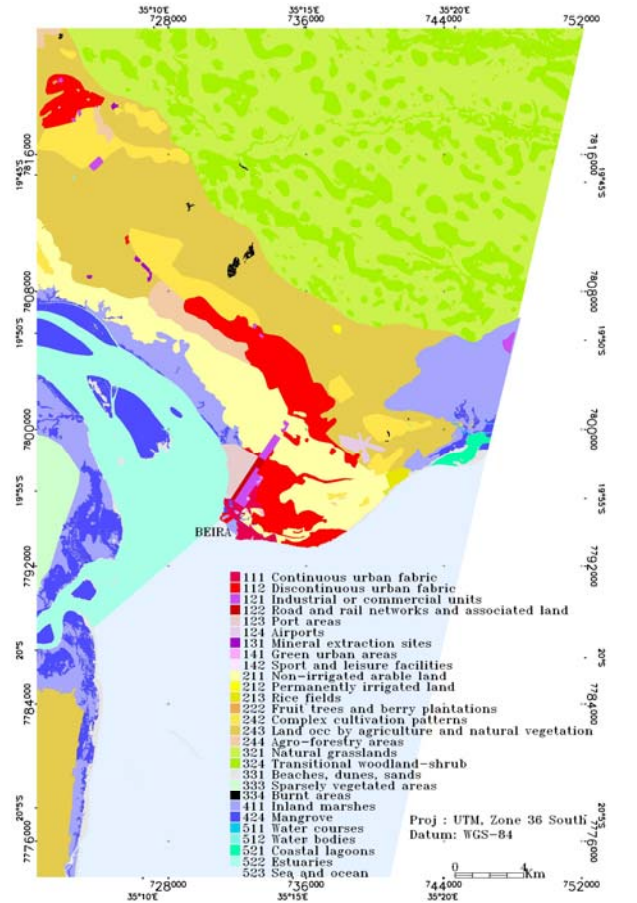 35°10'E 35°15'E 35°20'E
728000 736000 744000 752000
7816000 7816000
19°45'S 19°45'S
7808000 7808000
19°50'S 19°50'S
7800000 7800000
19°55'S 19°55'S
BEIRA
7792000 7792000
111 Continuous urban fabric
112 Discontinuous urban fabric
121 Industrial or commercial units
122 Road and rail networks and associated land
123 Port areas
124 Airports
131 Mineral extraction sites
141 Green urban areas
20°S 20°S
142 Sport and leisure facilities
211 Non-irrigated arable land
212 Permanently irrigated land
7784000 7784000
213 Rice fields
222 Fruit trees and berry plantations
242 Complex cultivation patterns
243 Land occ by agriculture and natural vegetation
244 Agro-forestry areas
321 Natural grasslands
324 Transitional woodland-shrub
331 Beaches, dunes, sands
333 Sparsely vegetated areas
334 Burnt areas
20°5'S 20°5'S
411 Inland marshes
424 Mangrove
Proj : UTM, Zone 36 South
511 Water courses
Datum: WGS-84
512 Water bodies
7776000 7776000
521 Coastal lagoons
522 Estuaries
0 4
Km
523 Sea and ocean
728000 736000 744000 752000
35°10'E 35°15'E 35°20'E